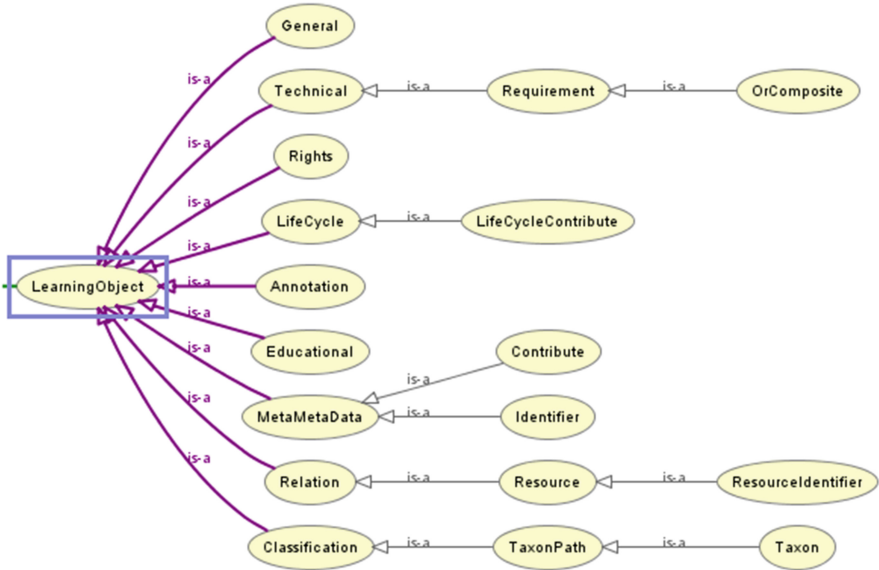 General
is-a
Technical
is-a
Requirement
is-a
OrComposite
is-a
Rights
is-a
LifeCycle
is-a
LifeCycleContribute
is-a
LearningObject
is-a
Annotation
is-a
Educational
is-a
Contribute
is-a
MetaMetaData
is-a
Identifier
is-a
Relation
is-a
Resource
is-a
ResourceIdentifier
is-a
Classification
is-a
TaxonPath
is-a
Taxon